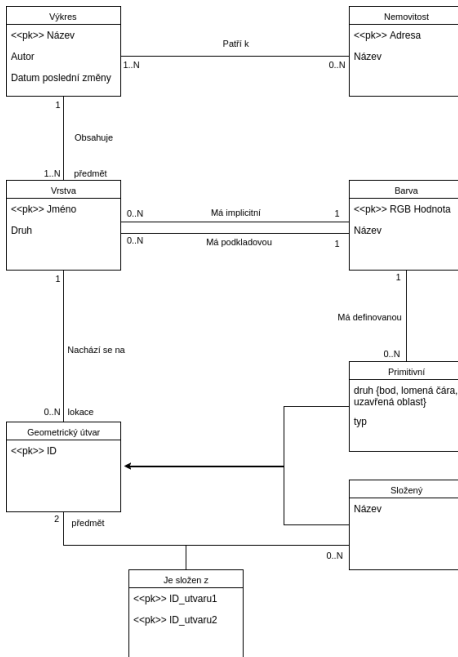 Výkres
<<pk>> Název
Autor
Datum poslední změny
Nemovitost
<<pk>> Adresa
Název
Patří k
1..N
0..N
1
Obsahuje
1..N
předmět
Vrstva
<<pk>> Jméno
Druh
0..N
Má implicitní
1
0..N
Má podkladovou
1
Barva
<<pk>> RGB Hodnota
Název
1
Má definovanou
0..N
1
Nachází se na
0..N
lokace
Primitivní
druh {bod, lomená čára,
uzavřená oblast}
typ
Geometrický útvar
<<pk>> ID
Složený
Název
2
předmět
0..N
Je složen z
<<pk>> ID_utvaru1
<<pk>> ID_utvaru2